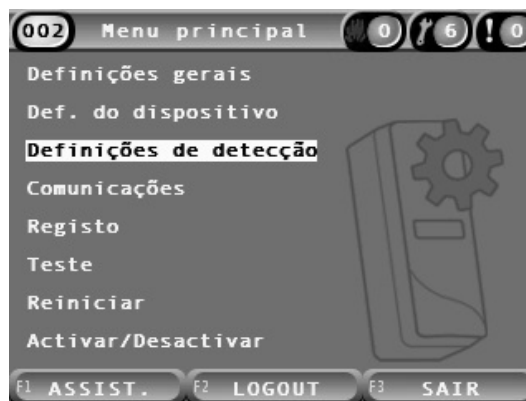 002 Menu principal 0 6 ! 0
Definições gerais
Def. do dispositivo
Definições de detecção
Comunicações
Registo
Teste
Reiniciar
Activar/Desactivar
F1 ASSIST. F2 LOGOUT F3 SAIR